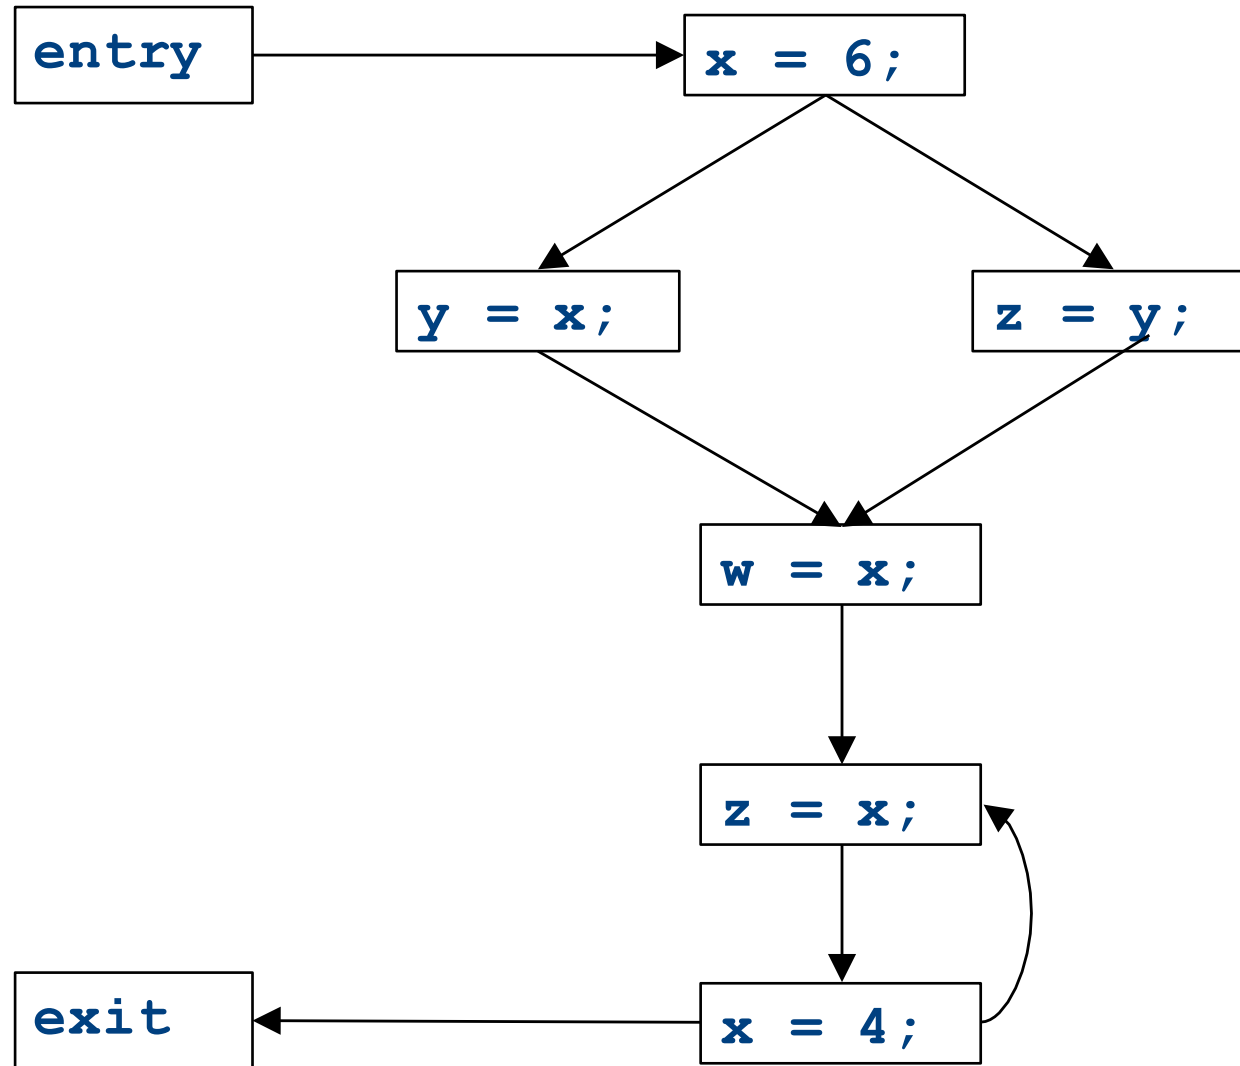 entry
x = 6;
y = x;
z = y;
w = x;
z = x;
exit
x = 4;